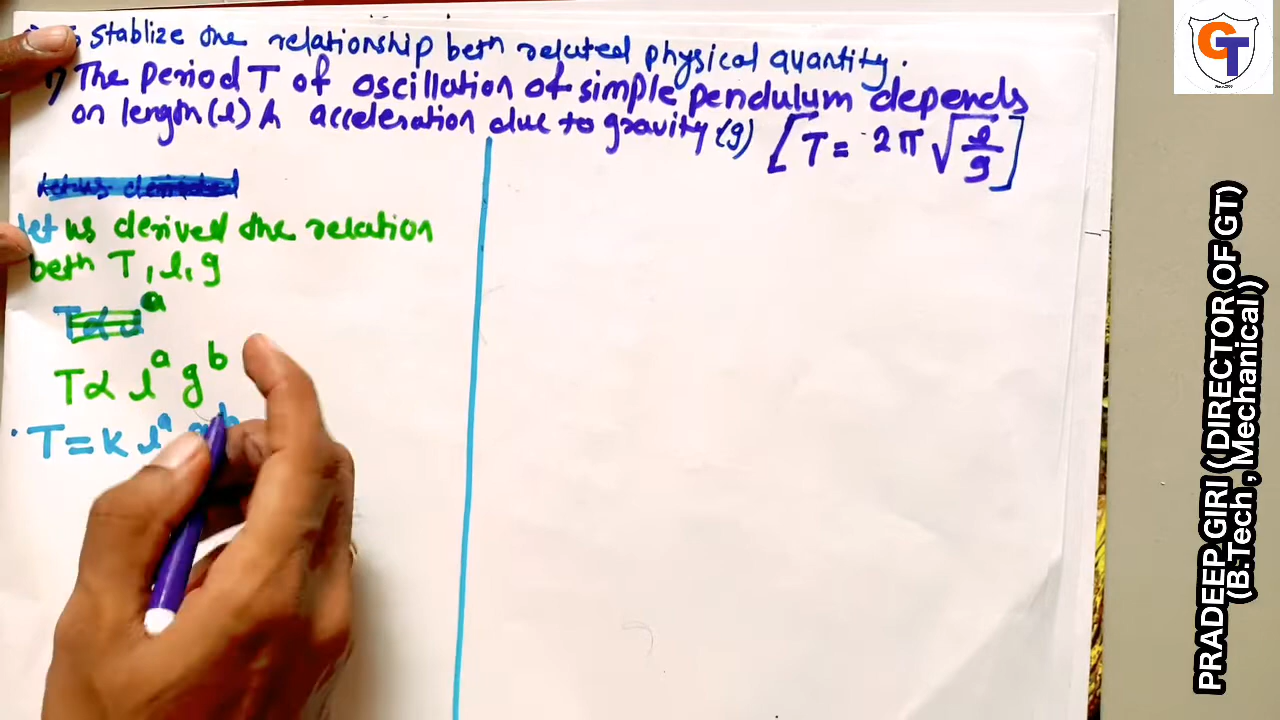 stablize the relationship betn related physical quantity.
1) The period T of oscillation of simple pendulum depends
on length (l) & acceleration due to gravity (g) [T = 2π √(l/g)]
let us derived the relation
betn T, l, g
T ∝ l^a g^b
T = K l^a g^b
GT
PRADEEP GIRI ( DIRECTOR OF GT)
(B.Tech , Mechanical )